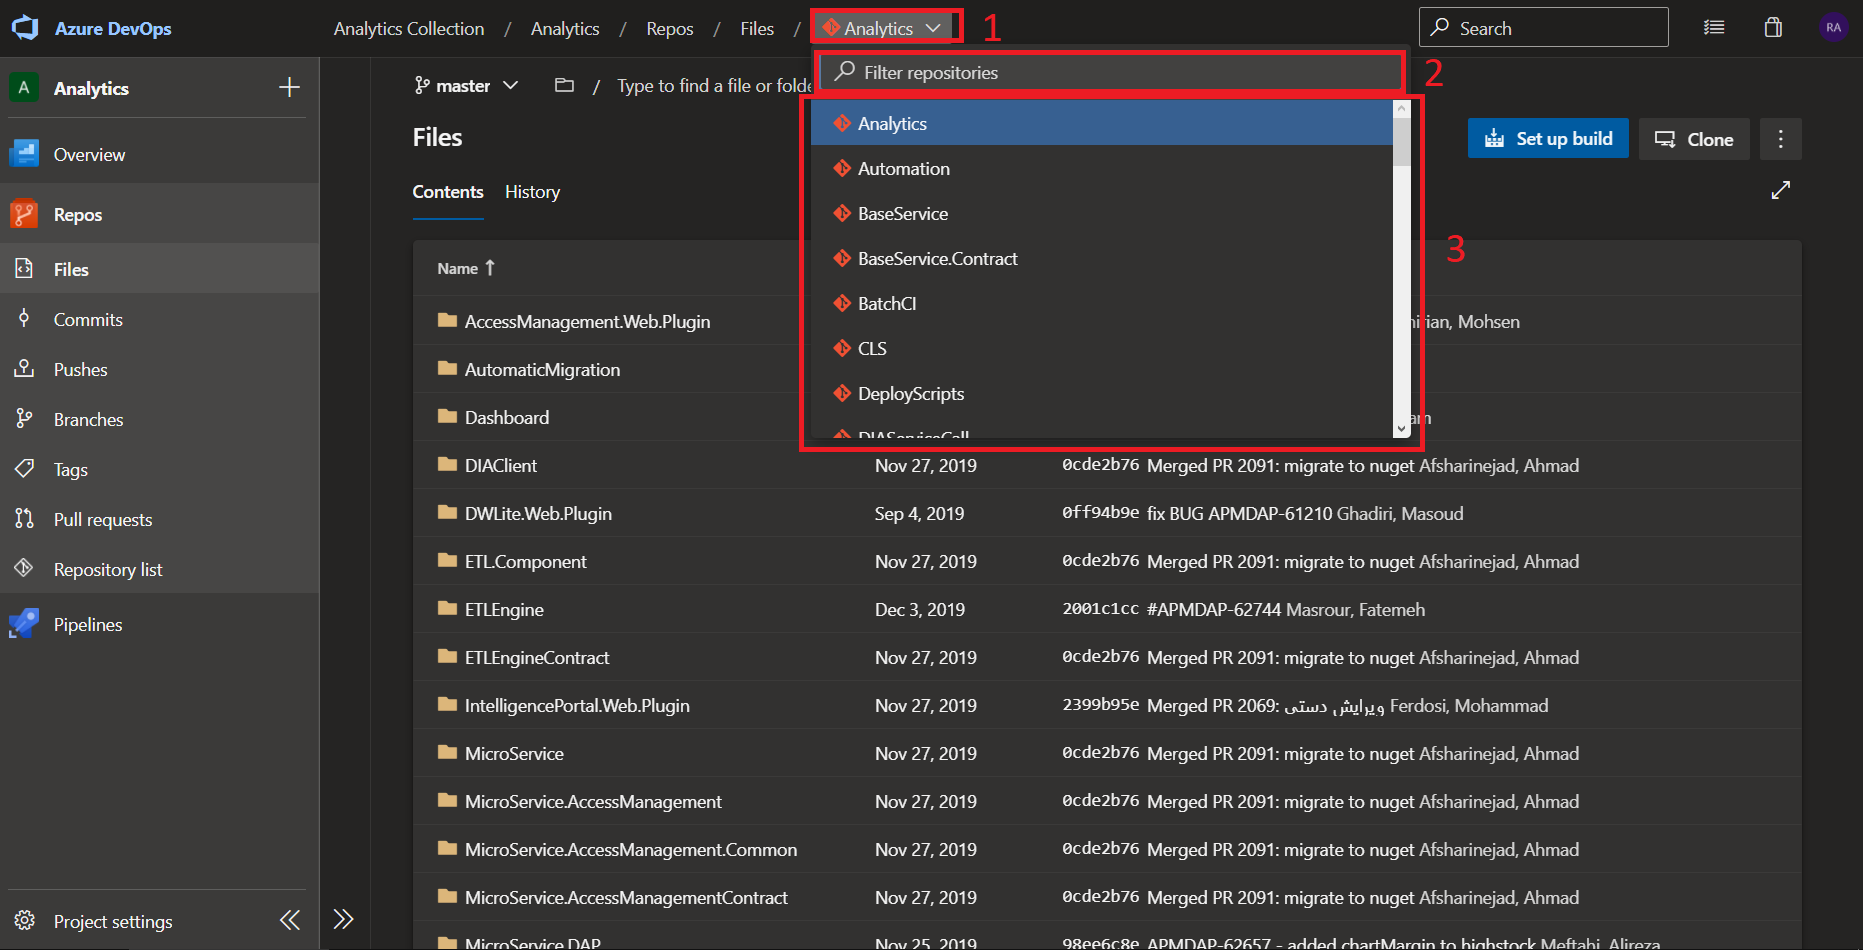 Azure DevOps
Analytics Collection / Analytics / Repos / Files / Analytics
1
Search
RA
A Analytics
Overview
Repos
Files
Commits
Pushes
Branches
Tags
Pull requests
Repository list
Pipelines
Project settings
master / Type to find a file or folde
Filter repositories
2
Analytics
Automation
BaseService
BaseService.Contract
BatchCI
CLS
DeployScripts
DIAServiceCall
3
Files
Set up build
Clone
Contents History
Name
AccessManagement.Web.Plugin Mohsen
AutomaticMigration
Dashboard
DIAClient Nov 27, 2019 0cde2b76 Merged PR 2091: migrate to nuget Afsharinejad, Ahmad
DWLite.Web.Plugin Sep 4, 2019 0ff94b9e fix BUG APMDAP-61210 Ghadiri, Masoud
ETL.Component Nov 27, 2019 0cde2b76 Merged PR 2091: migrate to nuget Afsharinejad, Ahmad
ETLEngine Dec 3, 2019 2001c1cc #APMDAP-62744 Masrour, Fatemeh
ETLEngineContract Nov 27, 2019 0cde2b76 Merged PR 2091: migrate to nuget Afsharinejad, Ahmad
IntelligencePortal.Web.Plugin Nov 27, 2019 2399b95e Merged PR 2069: ویرایش دستی Ferdosi, Mohammad
MicroService Nov 27, 2019 0cde2b76 Merged PR 2091: migrate to nuget Afsharinejad, Ahmad
MicroService.AccessManagement Nov 27, 2019 0cde2b76 Merged PR 2091: migrate to nuget Afsharinejad, Ahmad
MicroService.AccessManagement.Common Nov 27, 2019 0cde2b76 Merged PR 2091: migrate to nuget Afsharinejad, Ahmad
MicroService.AccessManagementContract Nov 27, 2019 0cde2b76 Merged PR 2091: migrate to nuget Afsharinejad, Ahmad
MicroService.DAP Nov 25, 2019 98ee6c8e APMDAP-62657 - added chartMargin to highstock Meftahi, Alireza